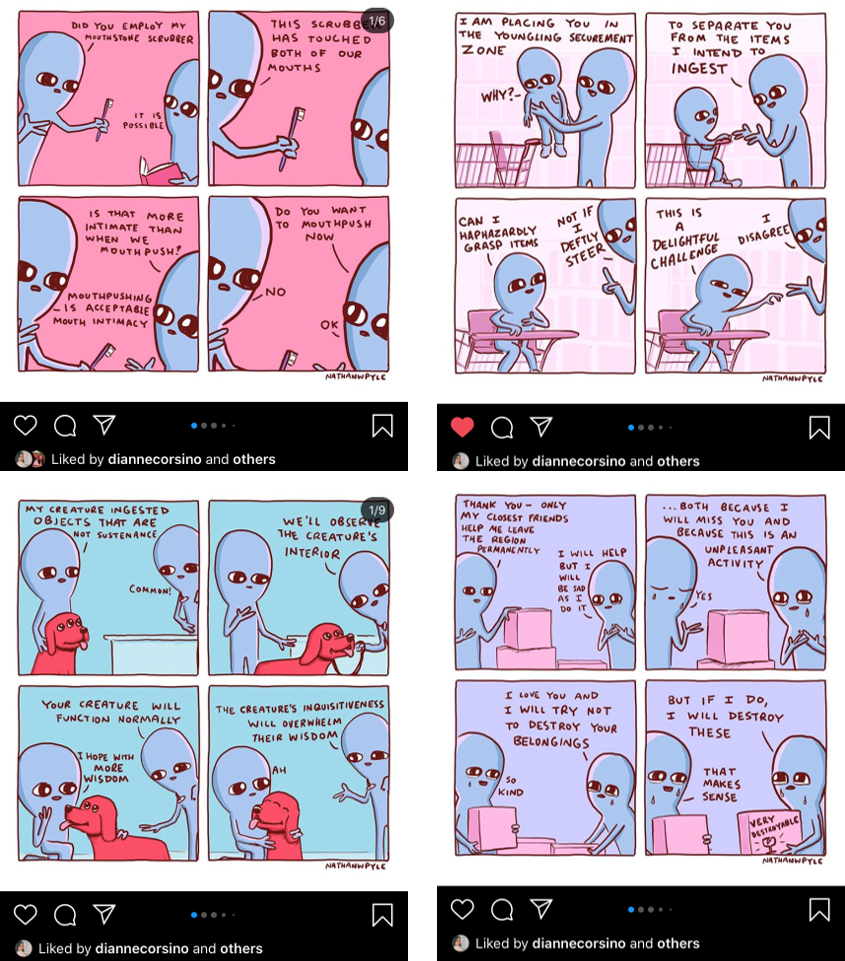 DID YOU EMPLOY MY
MOUTHSTONE SCRUBBER
IT IS
POSSIBLE
1/6
THIS SCRUBBER
HAS TOUCHED
BOTH OF OUR
MOUTHS
IS THAT MORE
INTIMATE THAN
WHEN WE
MOUTHPUSH?
MOUTHPUSHING
IS ACCEPTABLE
MOUTH INTIMACY
DO YOU WANT
TO MOUTHPUSH
NOW
NO
OK
NATHANWPYLE
Liked by diannecorsino and others
I AM PLACING YOU IN
THE YOUNGLING SECUREMENT
ZONE
WHY?
TO SEPARATE YOU
FROM THE ITEMS
I INTEND TO
INGEST
CAN I
HAPHAZARDLY
GRASP ITEMS
NOT IF
I
DEFTLY
STEER
THIS IS
A
DELIGHTFUL
CHALLENGE
I
DISAGREE
NATHANWPYLE
Liked by diannecorsino and others
MY CREATURE INGESTED
OBJECTS THAT ARE
NOT SUSTENANCE
COMMON!
1/9
WE'LL OBSERVE
THE CREATURE'S
INTERIOR
YOUR CREATURE WILL
FUNCTION NORMALLY
I HOPE WITH
MORE
WISDOM
THE CREATURE'S INQUISITIVENESS
WILL OVERWHELM
THEIR WISDOM
AH
NATHANWPYLE
Liked by diannecorsino and others
THANK YOU - ONLY
MY CLOSEST FRIENDS
HELP ME LEAVE
THE REGION
PERMANENTLY
I WILL HELP
BUT I
WILL
BE SAD
AS I
DO IT
...BOTH BECAUSE I
WILL MISS YOU AND
BECAUSE THIS IS AN
UNPLEASANT
ACTIVITY
YES
I LOVE YOU AND
I WILL TRY NOT
TO DESTROY YOUR
BELONGINGS
SO
KIND
BUT IF I DO,
I WILL DESTROY
THESE
THAT
MAKES
SENSE
VERY
DESTROYABLE
NATHANWPYLE
Liked by diannecorsino and others